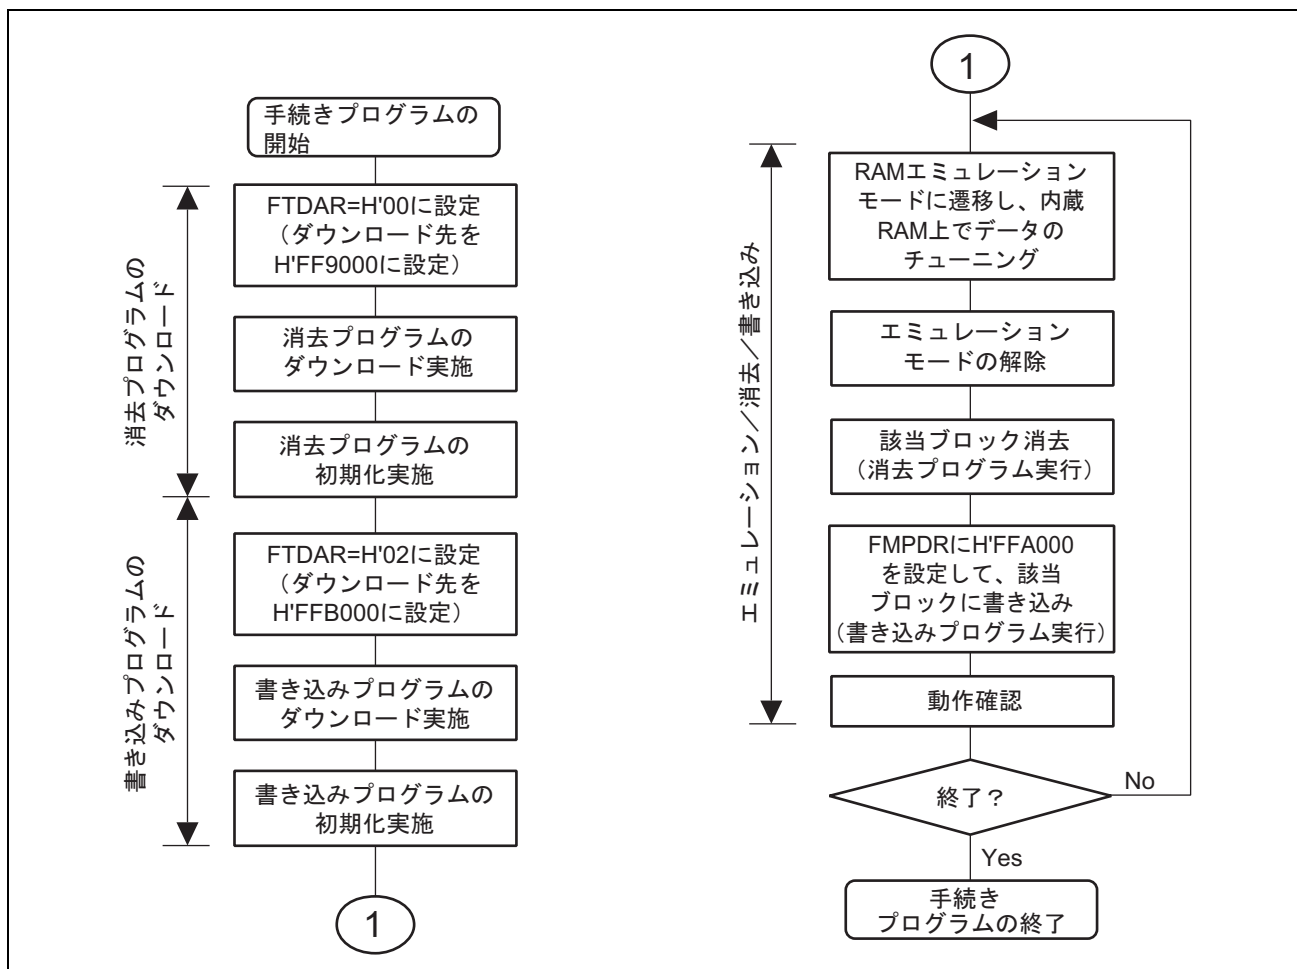 手続きプログラムの
開始
消去プログラムの
ダウンロード
FTDAR=H'00に設定
（ダウンロード先を
H'FF9000に設定）
消去プログラムの
ダウンロード実施
消去プログラムの
初期化実施
書き込みプログラムの
ダウンロード
FTDAR=H'02に設定
（ダウンロード先を
H'FFB000に設定）
書き込みプログラムの
ダウンロード実施
書き込みプログラムの
初期化実施
1
1
エミュレーション／消去／書き込み
RAMエミュレーション
モードに遷移し、内蔵
RAM上でデータの
チューニング
エミュレーション
モードの解除
該当ブロック消去
（消去プログラム実行）
FMPDRにH'FFA000
を設定して、該当
ブロックに書き込み
（書き込みプログラム実行）
動作確認
終了？
No
Yes
手続き
プログラムの終了